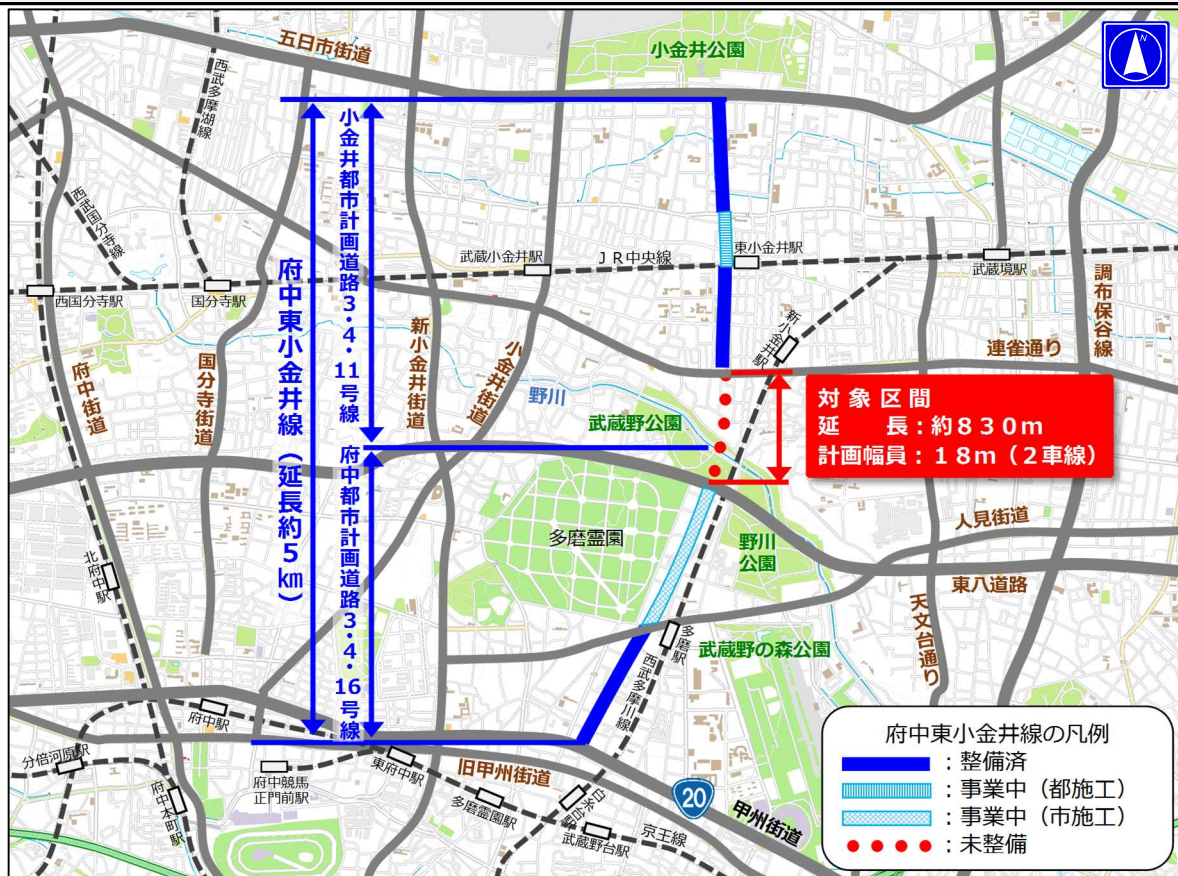 五日市街道
小金井公園
N
西武多摩湖線
西武国分寺線
小金井都市計画道路3・4・11号線
府中東小金井線（延長約5km）
府中都市計画道路3・4・16号線
武蔵小金井駅
JR中央線
東小金井駅
武蔵境駅
西国分寺駅
国分寺駅
調布保谷線
新小金井街道
小金井街道
新小金井駅
連雀通り
府中街道
国分寺街道
野川
武蔵野公園
対象区間
延　長：約830m
計画幅員：18m（2車線）
人見街道
多磨霊園
野川
公園
東八道路
北府中駅
天文台通り
多磨駅
武蔵野の森公園
西武多摩川線
府中駅
分倍河原駅
府中競馬
正門前駅
東府中駅
旧甲州街道
府中本町駅
多磨霊園駅
白糸台駅
武蔵野台駅
京王線
20
甲州街道
府中東小金井線の凡例
：整備済
：事業中（都施工）
：事業中（市施工）
：未整備